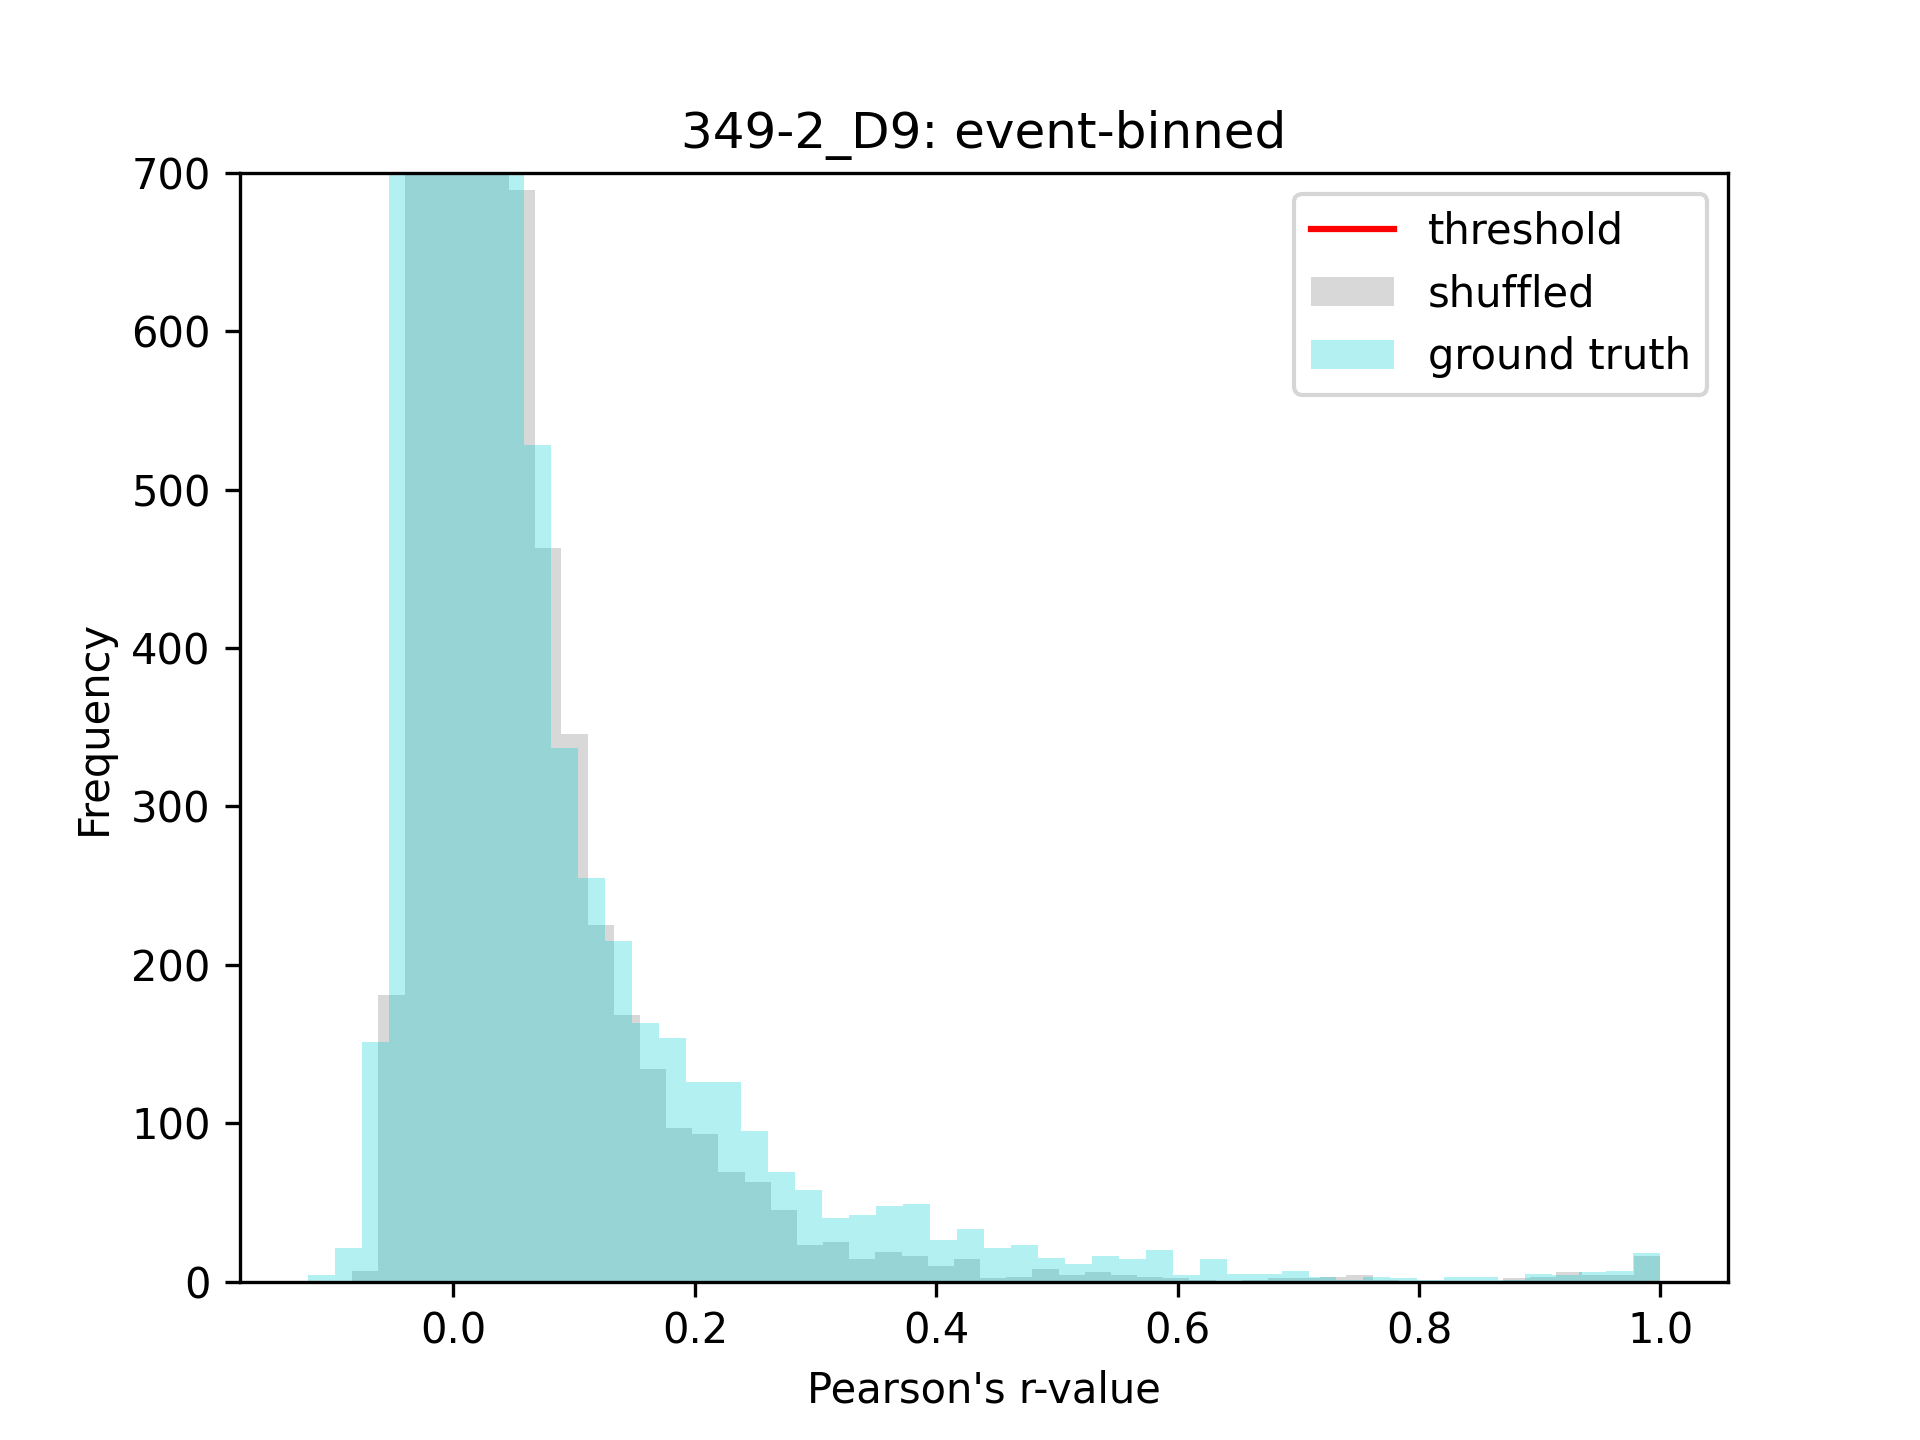 349-2_D9: event-binned
700
600
500
400
300
200
100
0
Frequency
threshold
shuffled
ground truth
0.0 0.2 0.4 0.6 0.8 1.0
Pearson's r-value